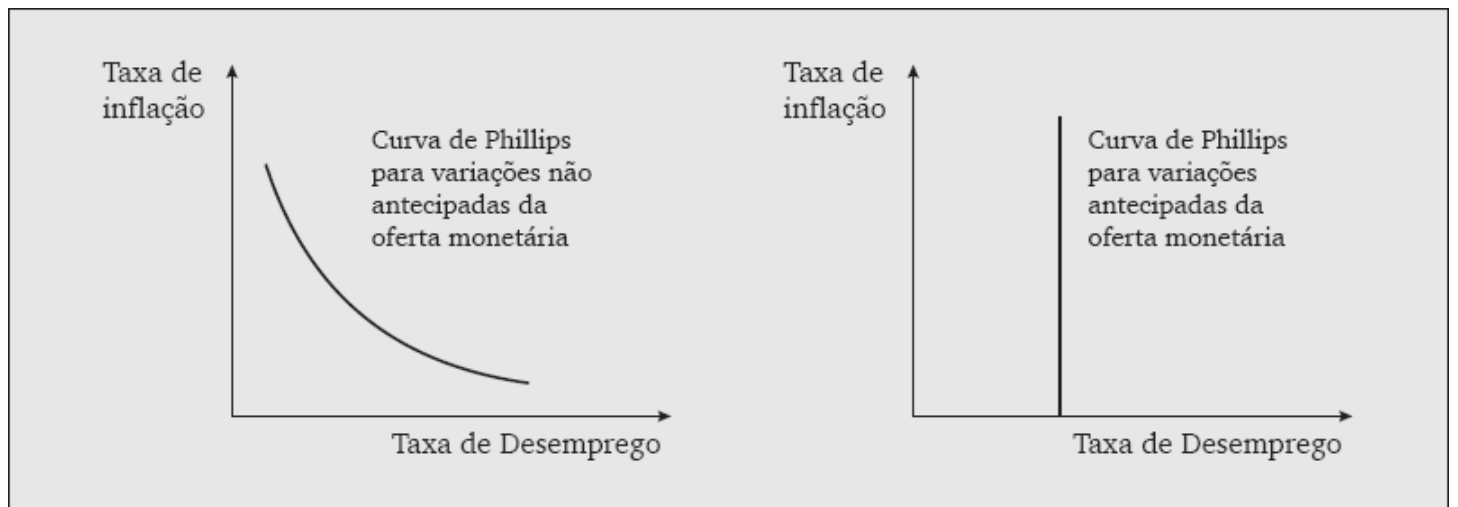 Taxa de
inflação
Curva de Phillips
para variações não
antecipadas da
oferta monetária
Taxa de Desemprego
Taxa de
inflação
Curva de Phillips
para variações
antecipadas da
oferta monetária
Taxa de Desemprego